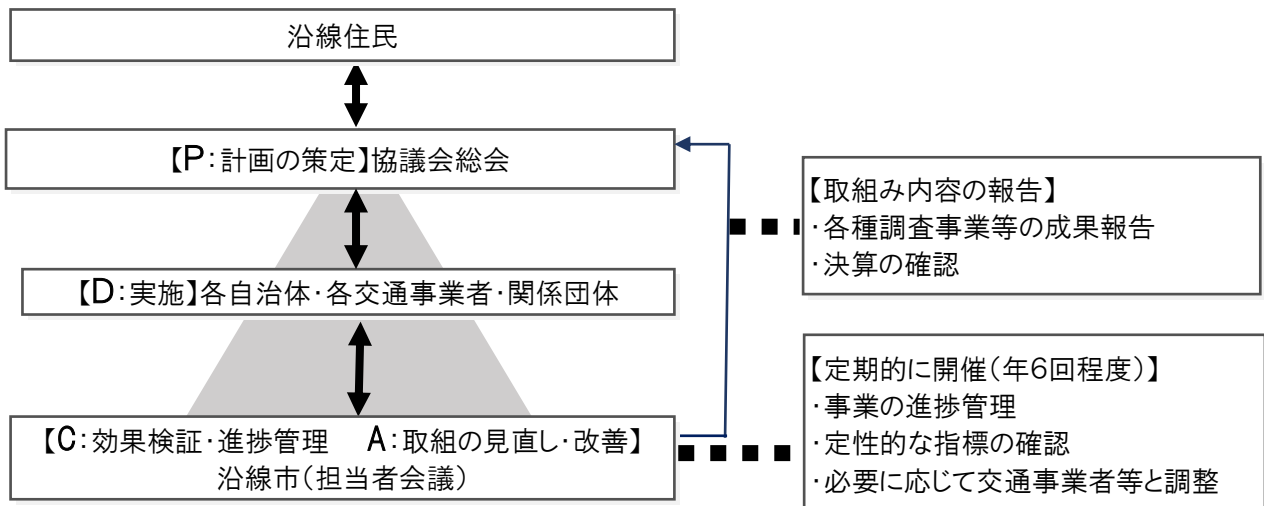 沿線住民
【P:計画の策定】協議会総会
【D:実施】各自治体・各交通事業者・関係団体
【C:効果検証・進捗管理　A:取組の見直し・改善】
沿線市(担当者会議)
【取組み内容の報告】
・各種調査事業等の成果報告
・決算の確認
【定期的に開催(年6回程度)】
・事業の進捗管理
・定性的な指標の確認
・必要に応じて交通事業者等と調整